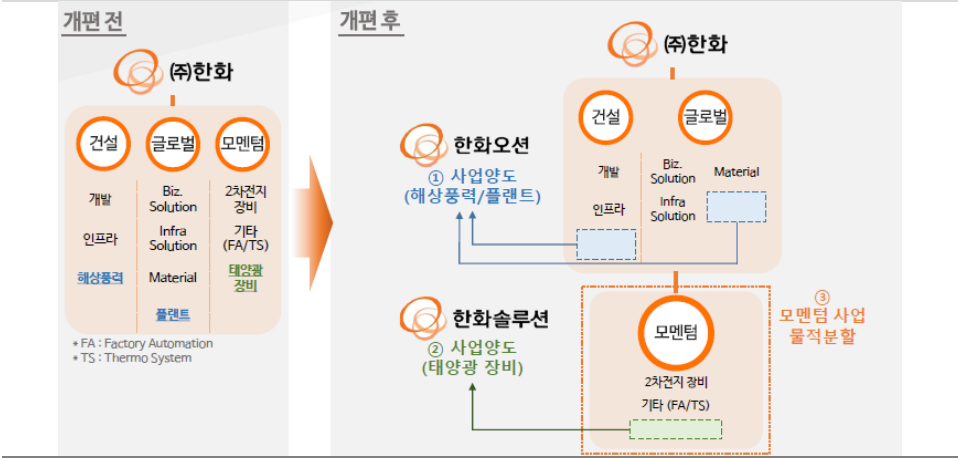 개편 전
㈜한화
건설
글로벌
모멘텀
개발
인프라
해상풍력
Biz.
Solution
Infra
Solution
Material
플랜트
2차전지
장비
기타
(FA/TS)
태양광
장비
* FA : Factory Automation
* TS : Thermo System
개편 후
㈜한화
건설
글로벌
개발
인프라
Biz.
Solution
Infra
Solution
Material
한화오션
① 사업양도
(해상풍력/플랜트)
한화솔루션
② 사업양도
(태양광 장비)
모멘텀
2차전지 장비
기타 (FA/TS)
③
모멘텀 사업
물적분할